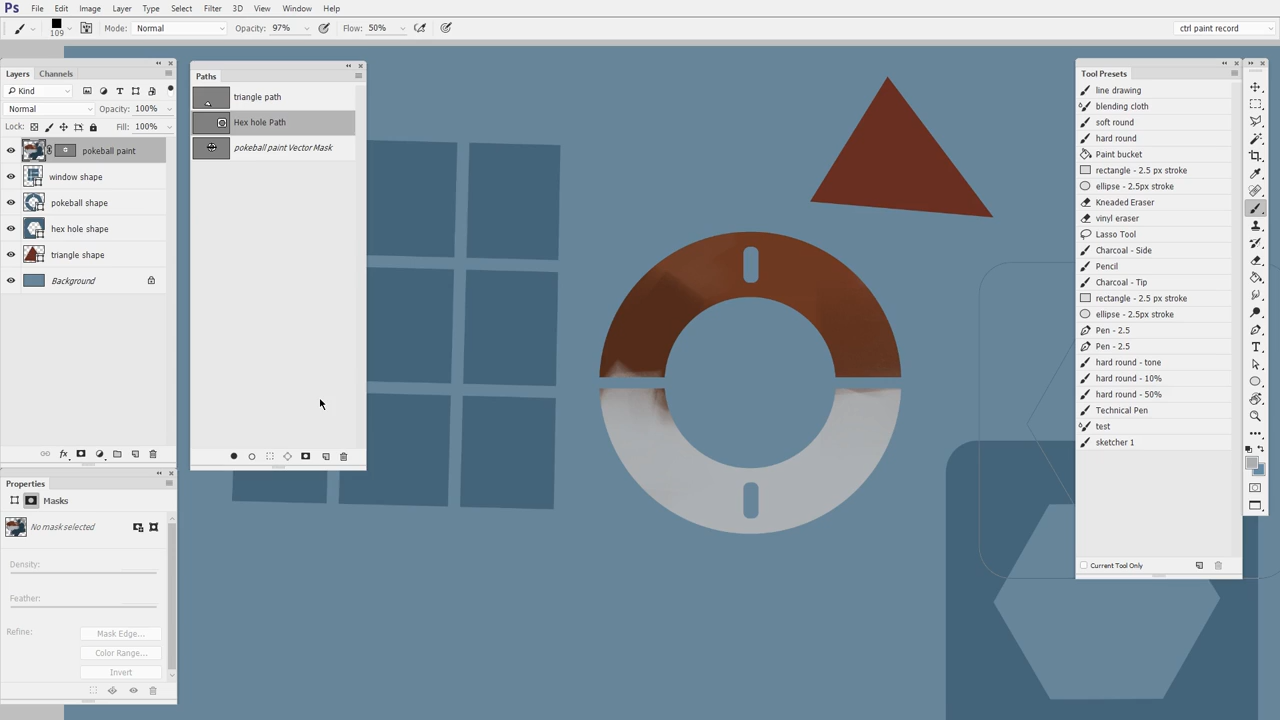 Ps File Edit Image Layer Type Select Filter 3D View Window Help
109 Mode: Normal Opacity: 97% Flow: 50% ctrl paint record
Layers Channels
Kind
Normal Opacity: 100%
Lock: Fill: 100%
pokeball paint
window shape
pokeball shape
hex hole shape
triangle shape
Background
fx
Properties
Masks
No mask selected
Density:
Feather:
Refine: Mask Edge...
Color Range...
Invert
Paths
triangle path
Hex hole Path
pokeball paint Vector Mask
Tool Presets
line drawing
blending cloth
soft round
hard round
Paint bucket
rectangle - 2.5 px stroke
ellipse - 2.5px stroke
Kneaded Eraser
vinyl eraser
Lasso Tool
Charcoal - Side
Pencil
Charcoal - Tip
rectangle - 2.5 px stroke
ellipse - 2.5px stroke
Pen - 2.5
Pen - 2.5
hard round - tone
hard round - 10%
hard round - 50%
Technical Pen
test
sketcher 1
Current Tool Only